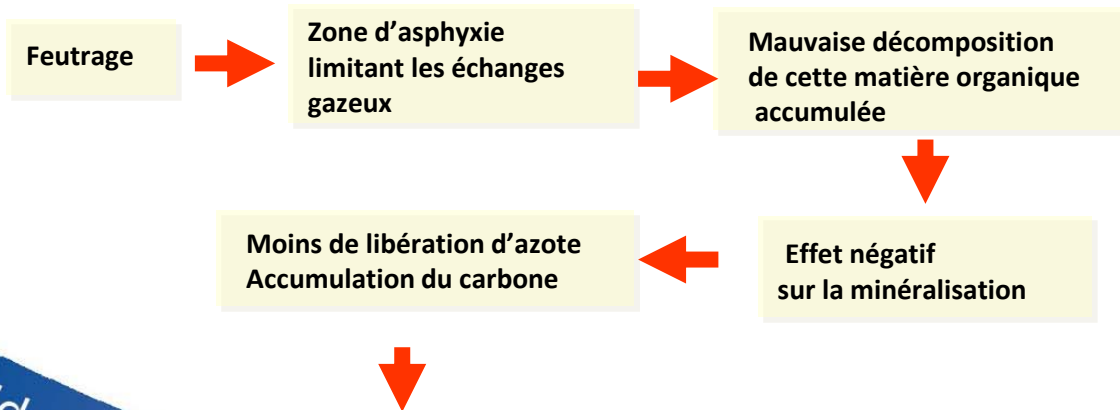 Feutrage
Zone d'asphyxie
limitant les échanges
gazeux
Mauvaise décomposition
de cette matière organique
accumulée
Effet négatif
sur la minéralisation
Moins de libération d'azote
Accumulation du carbone